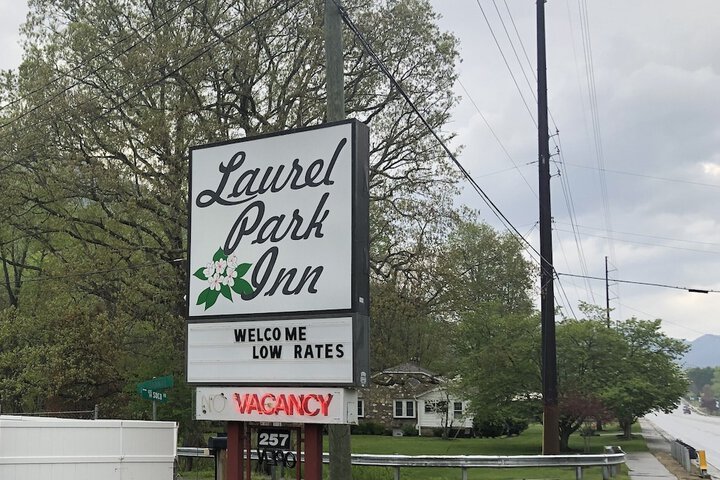 Laurel
Park
Inn
WELCOME
LOW RATES
NO VACANCY
257